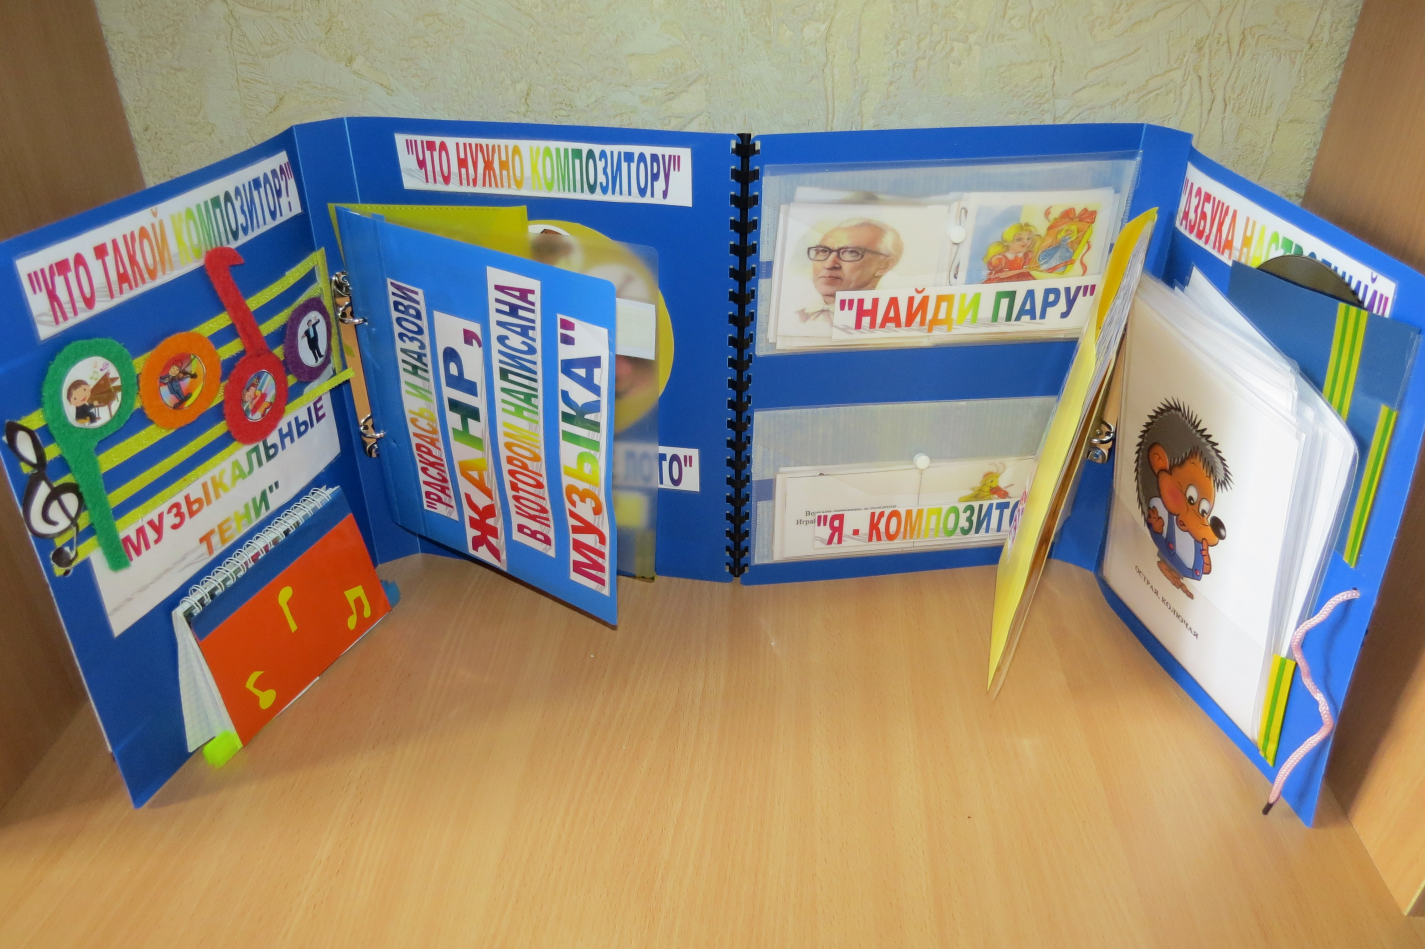 "КТО ТАКОЙ КОМПОЗИТОР?"
"МУЗЫКАЛЬНЫЕ
ТЕНИ"
"ЧТО НУЖНО КОМПОЗИТОРУ"
"РАСКРАСЬ И НАЗОВИ
ЖАНР,
В КОТОРОМ НАПИСАНА
МУЗЫКА"
ЛОТО"
"НАЙДИ ПАРУ"
"Я - КОМПОЗИТО
"АЗБУКА НАСТРОЕНИЙ"
ОСТРАЯ, КОЛЮЧАЯ